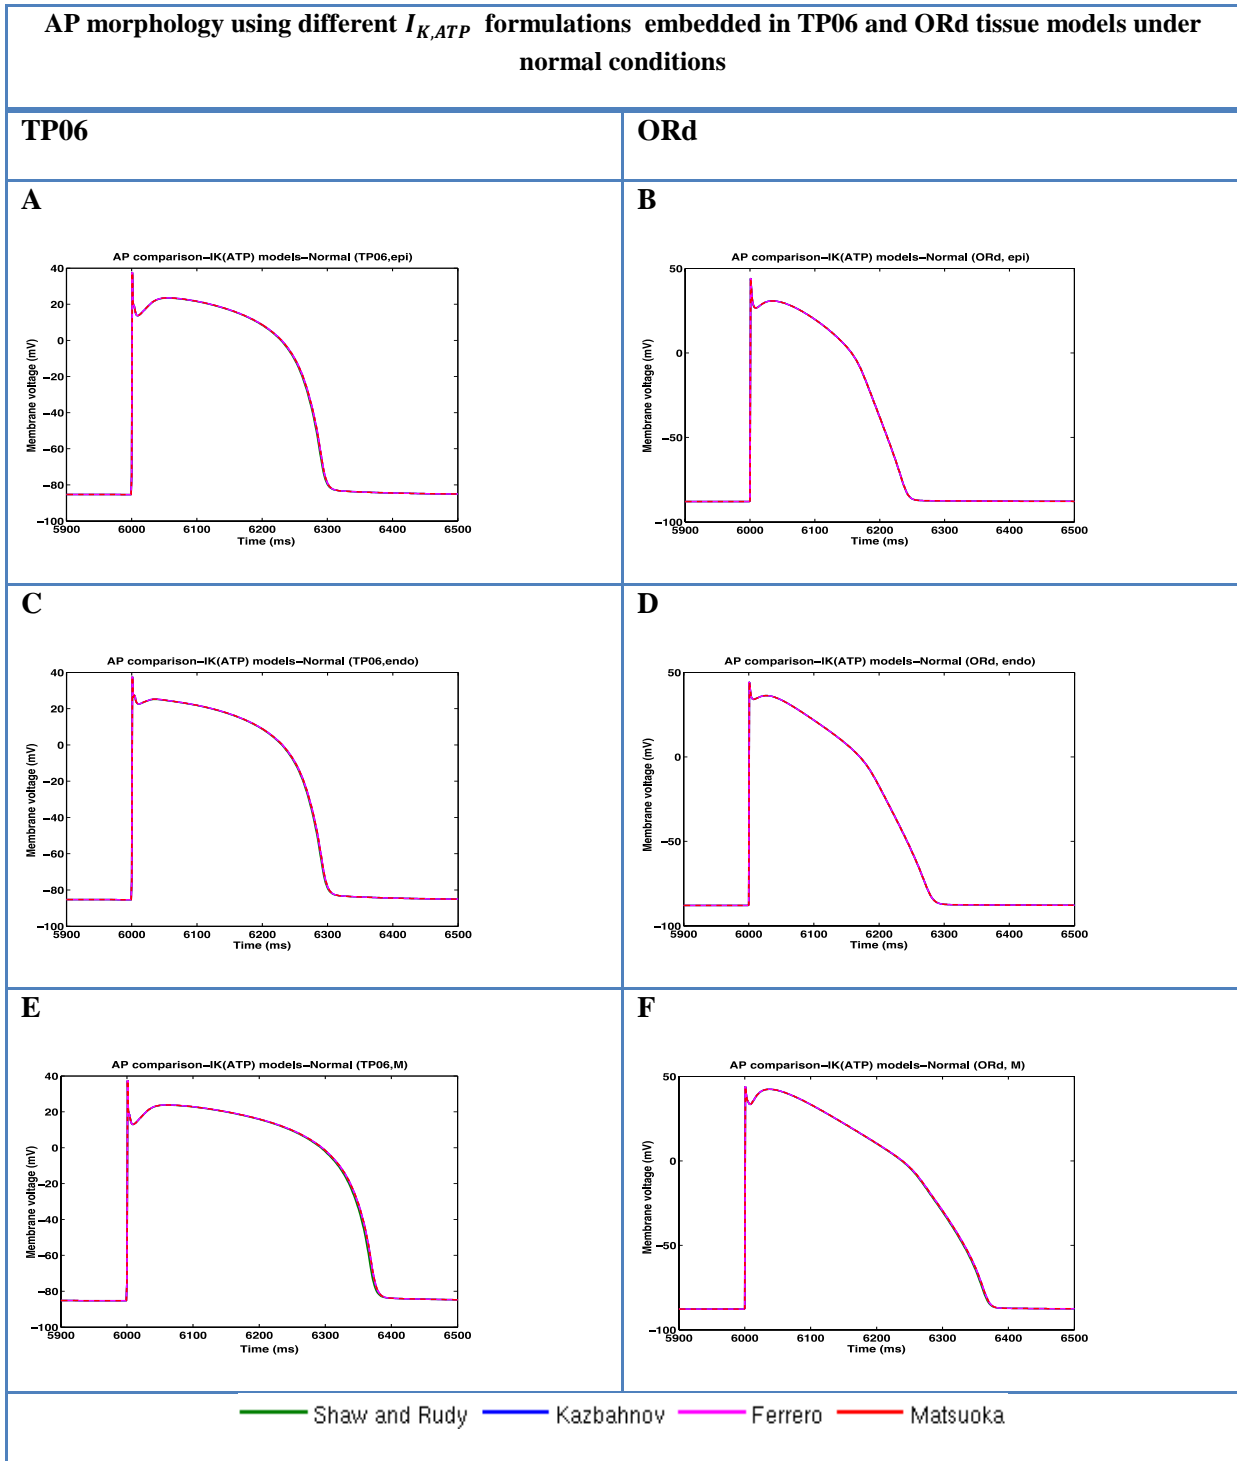 AP morphology using different I_{K,ATP} formulations embedded in TP06 and ORd tissue models under
normal conditions
TP06
ORd
A
AP comparison–IK(ATP) models–Normal (TP06,epi)
Membrane voltage (mV)
40
20
0
−20
−40
−60
−80
−100
5900 6000 6100 6200 6300 6400 6500
Time (ms)
B
AP comparison–IK(ATP) models–Normal (ORd, epi)
Membrane voltage (mV)
50
0
−50
−100
5900 6000 6100 6200 6300 6400 6500
Time (ms)
C
AP comparison–IK(ATP) models–Normal (TP06,endo)
Membrane voltage (mV)
40
20
0
−20
−40
−60
−80
−100
5900 6000 6100 6200 6300 6400 6500
Time (ms)
D
AP comparison–IK(ATP) models–Normal (ORd, endo)
Membrane voltage (mV)
50
0
−50
−100
5900 6000 6100 6200 6300 6400 6500
Time (ms)
E
AP comparison–IK(ATP) models–Normal (TP06,M)
Membrane voltage (mV)
40
20
0
−20
−40
−60
−80
−100
5900 6000 6100 6200 6300 6400 6500
Time (ms)
F
AP comparison–IK(ATP) models–Normal (ORd, M)
Membrane voltage (mV)
50
0
−50
−100
5900 6000 6100 6200 6300 6400 6500
Time (ms)
Shaw and Rudy Kazbahnov Ferrero Matsuoka